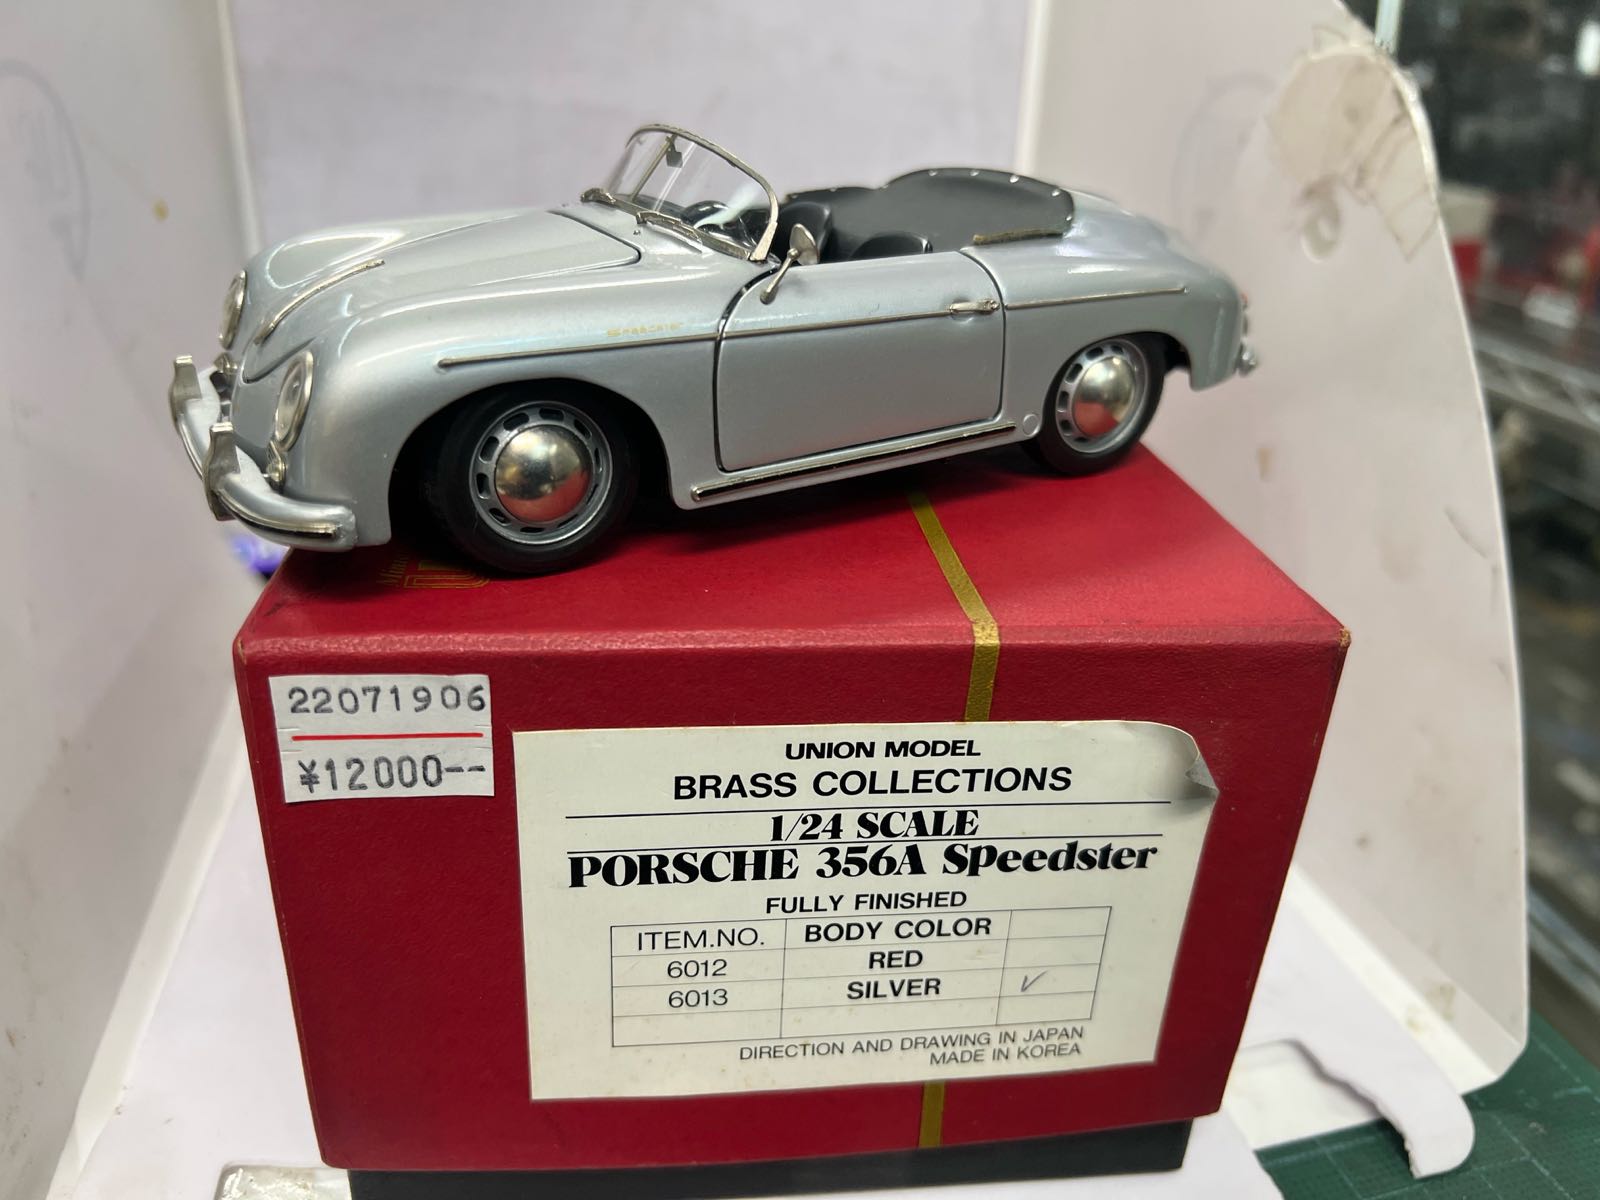 22071906
¥12000--
UNION MODEL
BRASS COLLECTIONS
1/24 SCALE
PORSCHE 356A Speedster
FULLY FINISHED
ITEM.NO. BODY COLOR
6012 RED
6013 SILVER ✓
DIRECTION AND DRAWING IN JAPAN
MADE IN KOREA